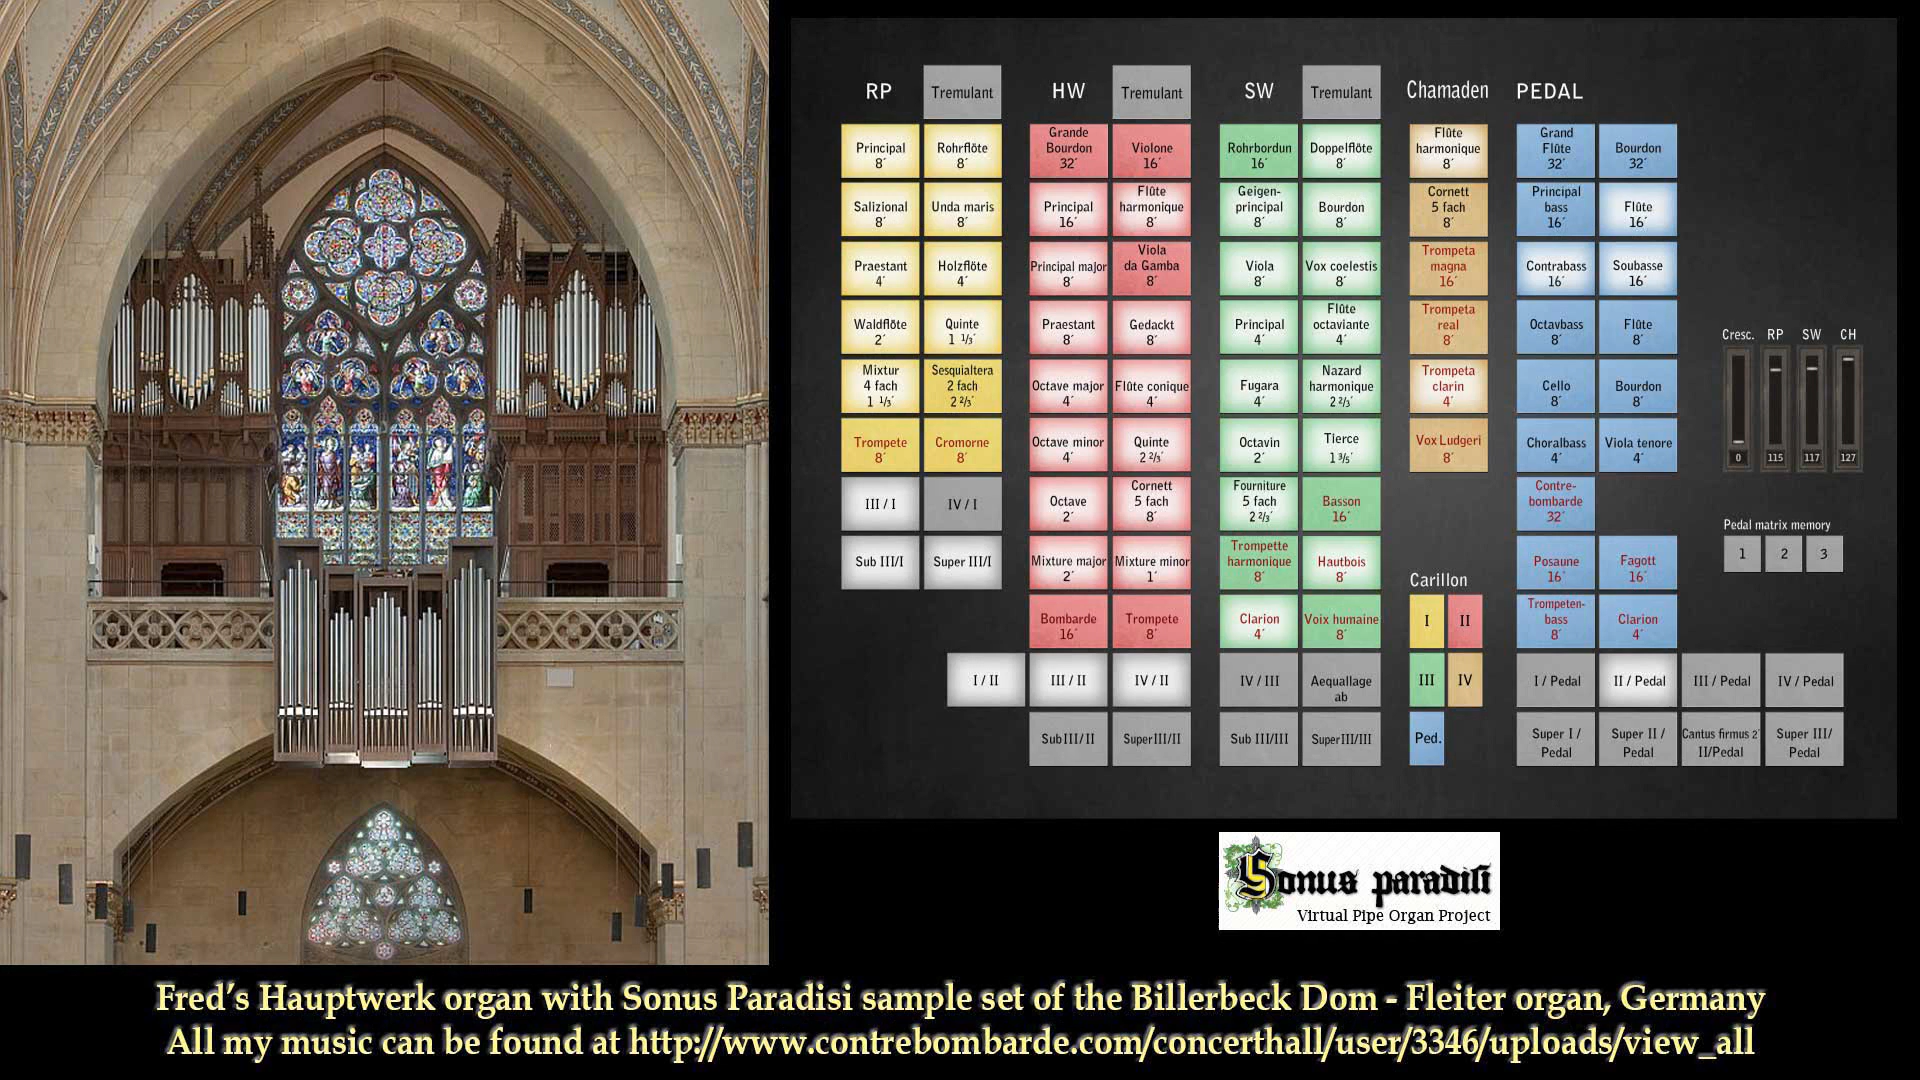 RP
Tremulant
Principal
8´
Rohrflöte
8´
Salizional
8´
Unda maris
8´
Praestant
4´
Holzflöte
4´
Waldflöte
2´
Quinte
1 ⅓´
Mixtur
4 fach
1 ⅓´
Sesquialtera
2 fach
2 ⅔´
Trompete
8´
Cromorne
8´
III / I
IV / I
Sub III/I
Super III/I
HW
Tremulant
Grande
Bourdon
32´
Violone
16´
Principal
16´
Flûte
harmonique
8´
Principal major
8´
Viola
da Gamba
8´
Praestant
8´
Gedackt
8´
Octave major
4´
Flûte conique
4´
Octave minor
4´
Quinte
2 ⅔´
Octave
2´
Cornett
5 fach
8´
Mixture major
2´
Mixture minor
1´
Bombarde
16´
Trompete
8´
I / II
III / II
IV / II
Sub III/ II
Super III/II
SW
Tremulant
Rohrbordun
16´
Doppelflöte
8´
Geigen-
principal
8´
Bourdon
8´
Viola
8´
Vox coelestis
8´
Principal
4´
Flûte
octaviante
4´
Fugara
4´
Nazard
harmonique
2 ⅔´
Octavin
2´
Tierce
1 ⅗´
Fourniture
5 fach
2 ⅔´
Basson
16´
Trompette
harmonique
8´
Hautbois
8´
Clarion
4´
Voix humaine
8´
IV / III
Aequallage
ab
Sub III/III
Super III/III
Chamaden
Flûte
harmonique
8´
Cornett
5 fach
8´
Trompeta
magna
16´
Trompeta
real
8´
Trompeta
clarin
4´
Vox Ludgeri
8´
Carillon
I
II
III
IV
Ped.
PEDAL
Grand
Flûte
32´
Bourdon
32´
Principal
bass
16´
Flûte
16´
Contrabass
16´
Soubasse
16´
Octavbass
8´
Flûte
8´
Cello
8´
Bourdon
8´
Choralbass
4´
Viola tenore
4´
Contre-
bombarde
32´
Posaune
16´
Fagott
16´
Trompeten-
bass
8´
Clarion
4´
I / Pedal
II / Pedal
III / Pedal
IV / Pedal
Super I /
Pedal
Super II /
Pedal
Cantus firmus 2´
II/Pedal
Super III/
Pedal
Cresc. RP SW CH
0 115 117 127
Pedal matrix memory
1 2 3
Sonus paradisi
Virtual Pipe Organ Project
Fred’s Hauptwerk organ with Sonus Paradisi sample set of the Billerbeck Dom - Fleiter organ, Germany
All my music can be found at http://www.contrebombarde.com/concerthall/user/3346/uploads/view_all